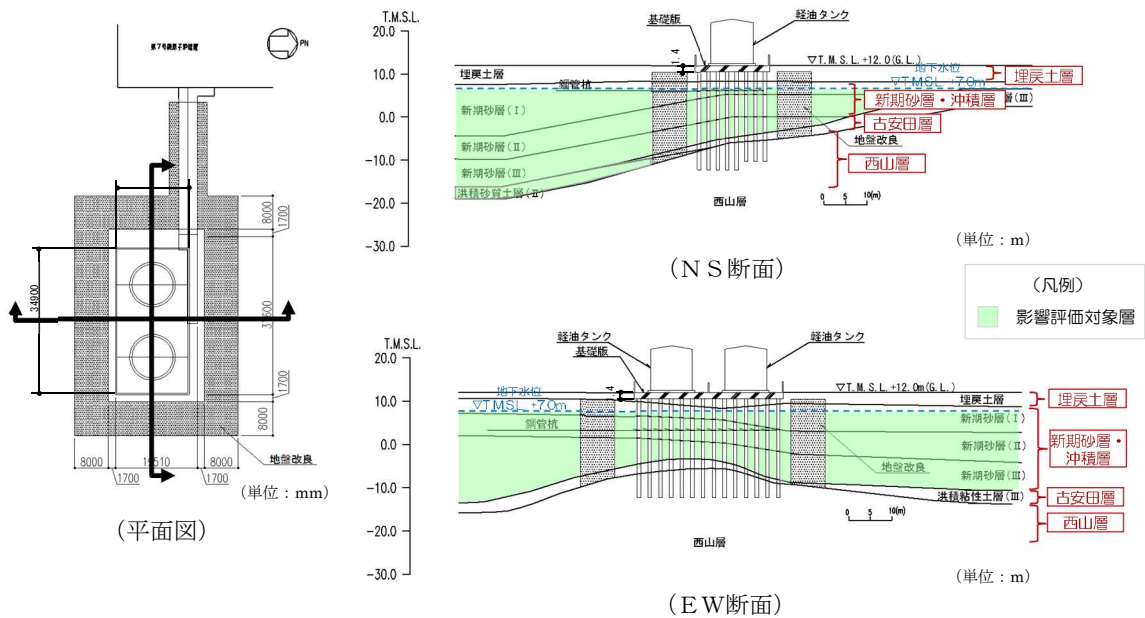 第7号機原子炉建屋
PN
34900
8000
1700
1700
8000
8000
19510
8000
1700
1700
地盤改良
(単位：mm)
(平面図)
T.M.S.L.
20.0
10.0
0.0
-10.0
-20.0
-30.0
基礎版
軽油タンク
1.4
▽T.M.S.L.+12.0(G.L.)
地下水位
▽T.M.S.L.+7.0m
埋戻土層
鋼管杭
新期砂層(Ⅰ)
新期砂層(Ⅱ)
新期砂層(Ⅲ)
洪積砂質土層(Ⅱ)
土層(Ⅲ)
地盤改良
西山層
埋戻土層
新期砂層・沖積層
古安田層
西山層
0 5 10(m)
(単位：m)
(ＮＳ断面)
(凡例)
影響評価対象層
T.M.S.L.
20.0
10.0
0.0
-10.0
-20.0
-30.0
軽油タンク
基礎版
軽油タンク
地下水位
▽T.M.S.L.+7.0m
▽T.M.S.L.+12.0m(G.L.)
鋼管杭
埋戻土層
新期砂層(Ⅰ)
新期砂層(Ⅱ)
新期砂層(Ⅲ)
洪積粘性土層(Ⅲ)
地盤改良
西山層
埋戻土層
新期砂層・
沖積層
古安田層
西山層
0 5 10(m)
(単位：m)
(ＥＷ断面)